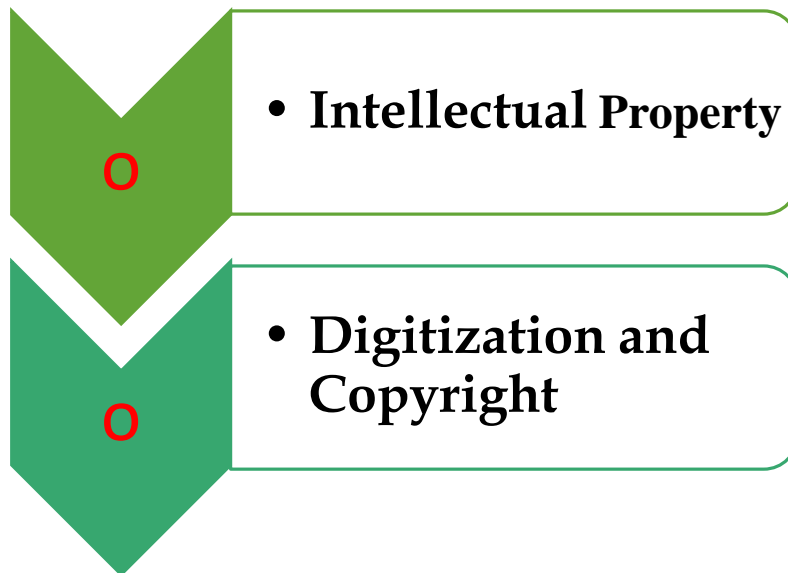 O
• Intellectual Property
O
• Digitization and
Copyright